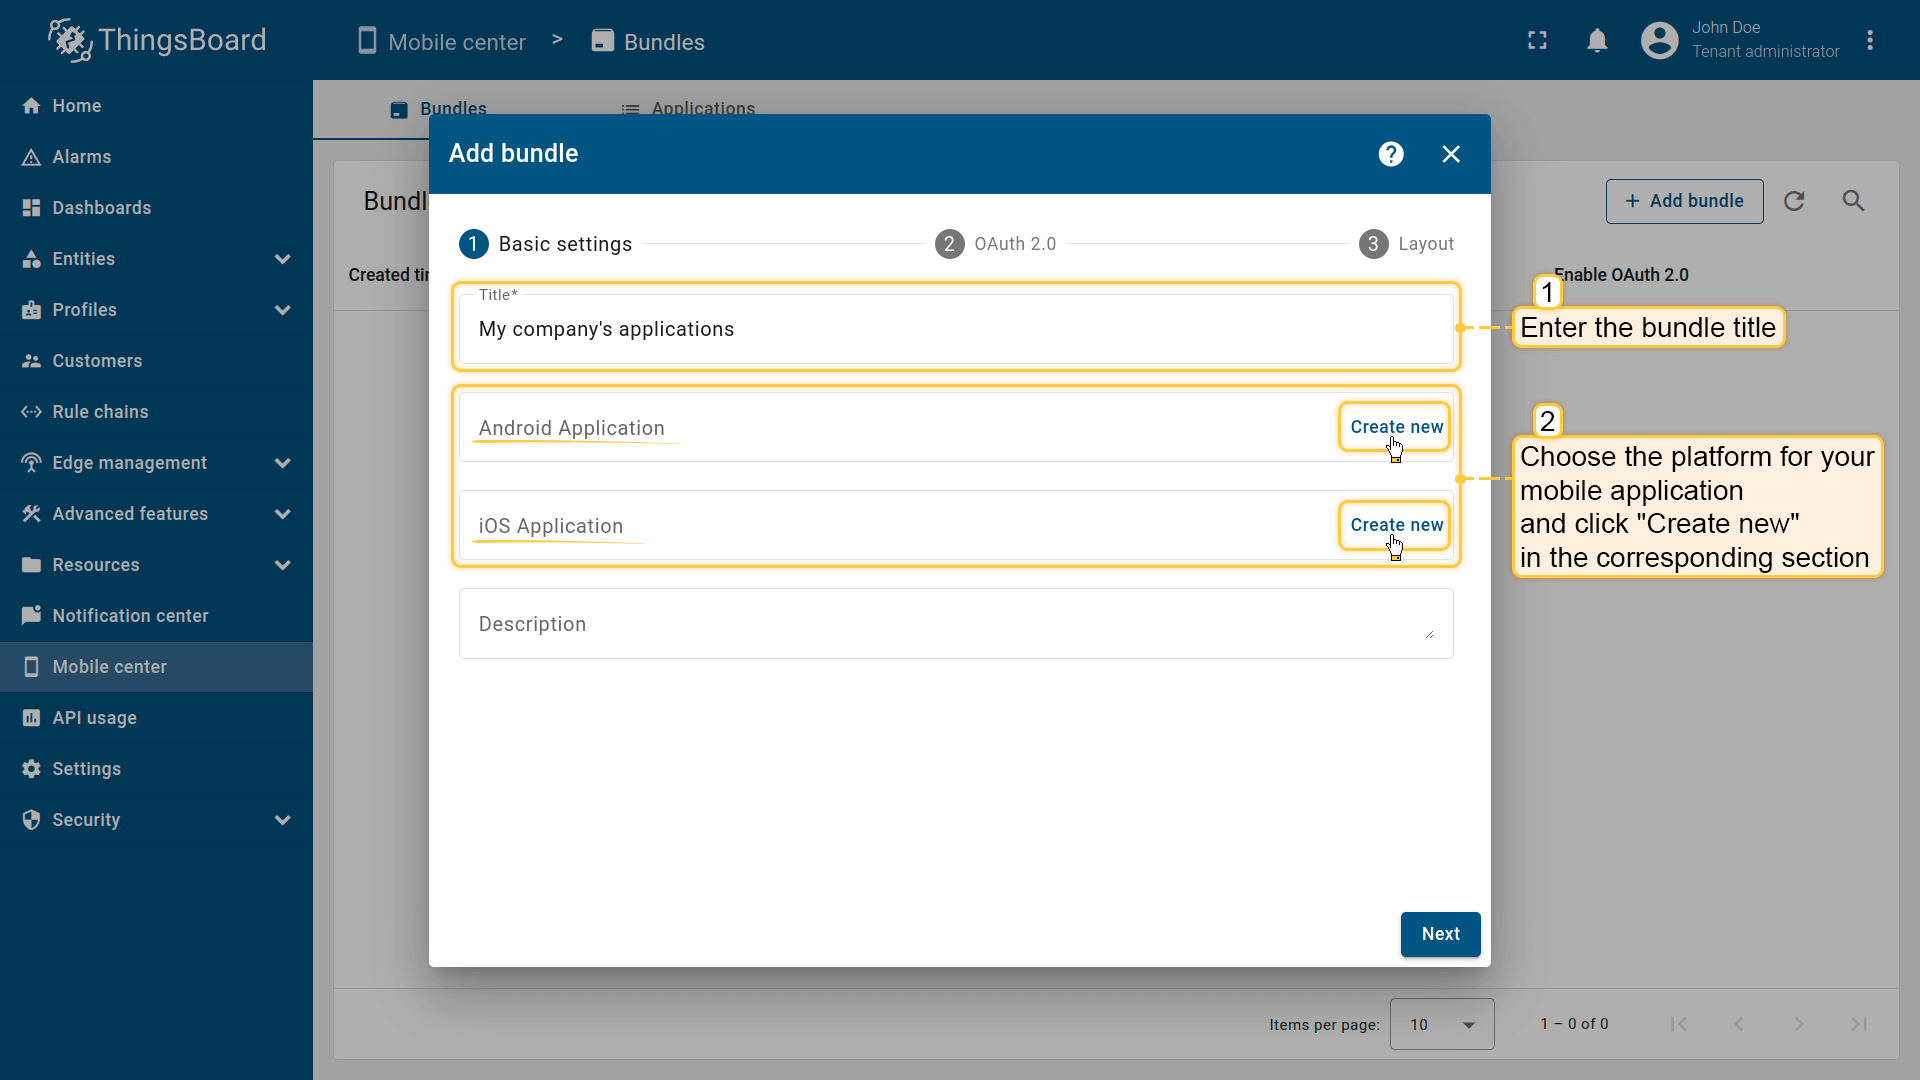 ThingsBoard
Mobile center > Bundles
John Doe
Tenant administrator
Home
Alarms
Dashboards
Entities
Profiles
Customers
Rule chains
Edge management
Advanced features
Resources
Notification center
Mobile center
API usage
Settings
Security
Bundles
Applications
Bundl
+ Add bundle
Created tir
Enable OAuth 2.0
Add bundle
?
1 Basic settings
2 OAuth 2.0
3 Layout
Title*
My company's applications
Android Application
Create new
iOS Application
Create new
Description
Next
1
Enter the bundle title
2
Choose the platform for your
mobile application
and click "Create new"
in the corresponding section
Items per page:
10
1 – 0 of 0